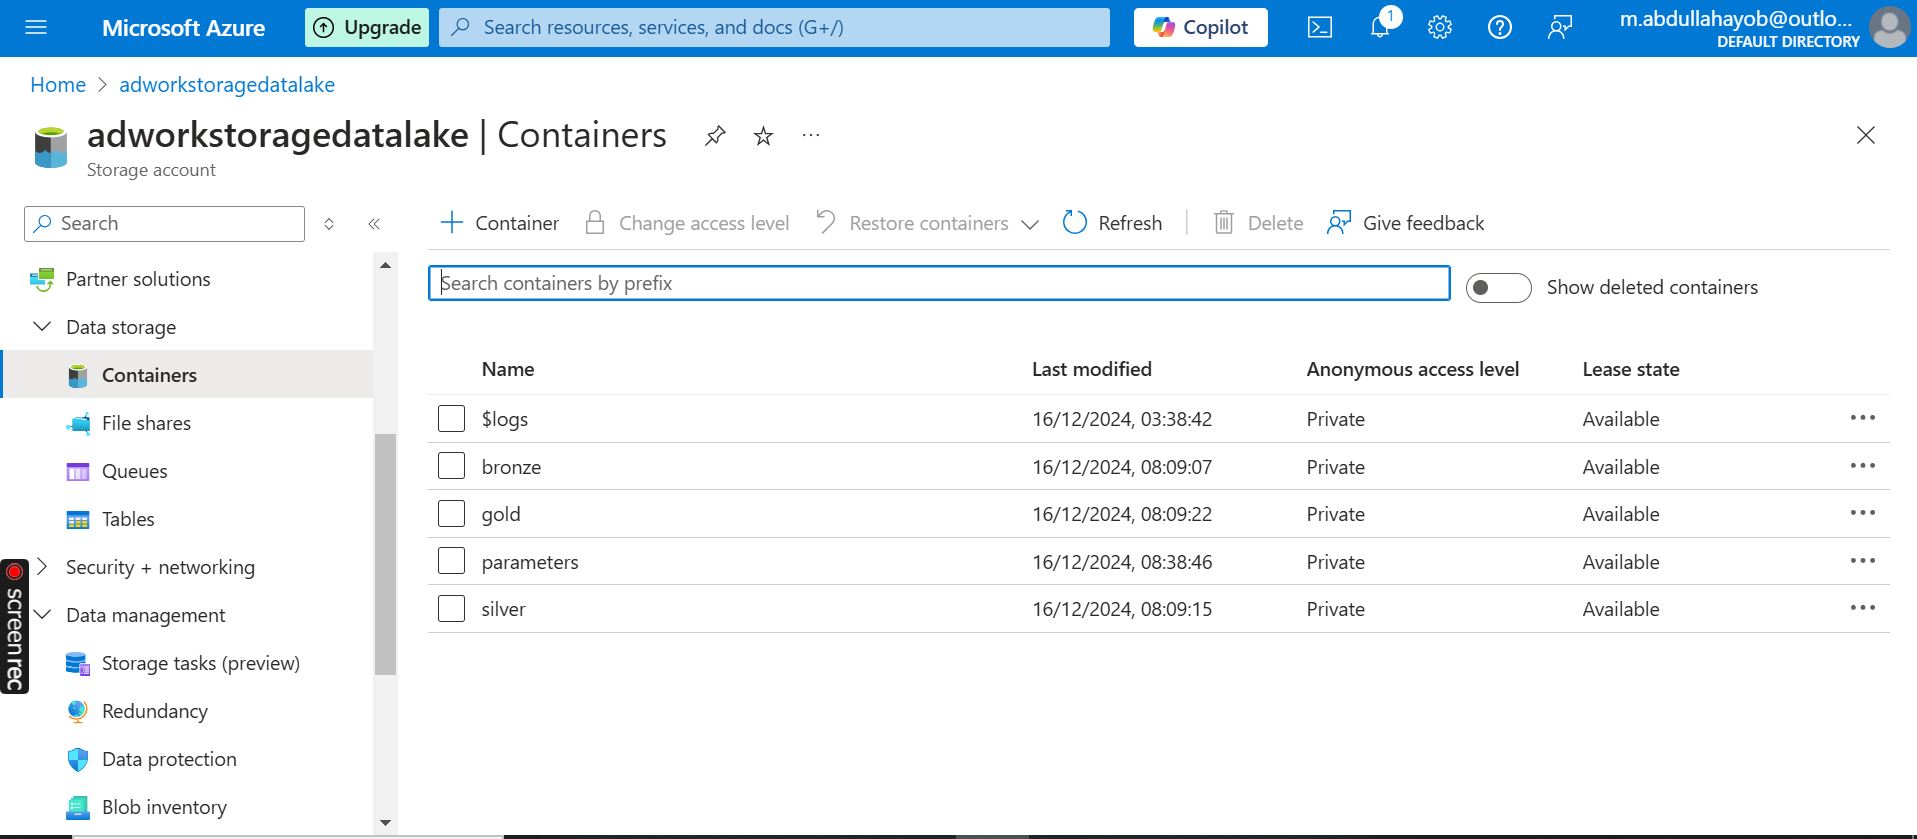 Microsoft Azure
Upgrade
Search resources, services, and docs (G+/)
Copilot
1
m.abdullahayob@outlo...
DEFAULT DIRECTORY
Home > adworkstoragedatalake
adworkstoragedatalake | Containers
Storage account
Search
Container
Change access level
Restore containers
Refresh
Delete
Give feedback
Partner solutions
Data storage
Containers
File shares
Queues
Tables
Security + networking
Data management
Storage tasks (preview)
Redundancy
Data protection
Blob inventory
screen rec
Search containers by prefix
Show deleted containers
Name Last modified Anonymous access level Lease state
$logs 16/12/2024, 03:38:42 Private Available
bronze 16/12/2024, 08:09:07 Private Available
gold 16/12/2024, 08:09:22 Private Available
parameters 16/12/2024, 08:38:46 Private Available
silver 16/12/2024, 08:09:15 Private Available